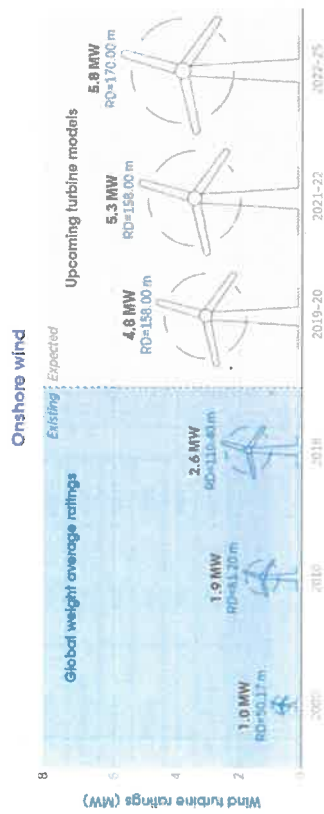 Onshore wind
Existing
Expected
Global weight average ratings
Upcoming turbine models
Wind turbine ratings (MW)
8
6
4
2
0
1.0 MW
RD=50.17 m
1.9 MW
RD=81.20 m
2.6 MW
4.8 MW
RD=158.00 m
5.3 MW
RD=158.00 m
5.8 MW
RD=170.00 m
2010
2018
2019-20
2021-22
2022-25